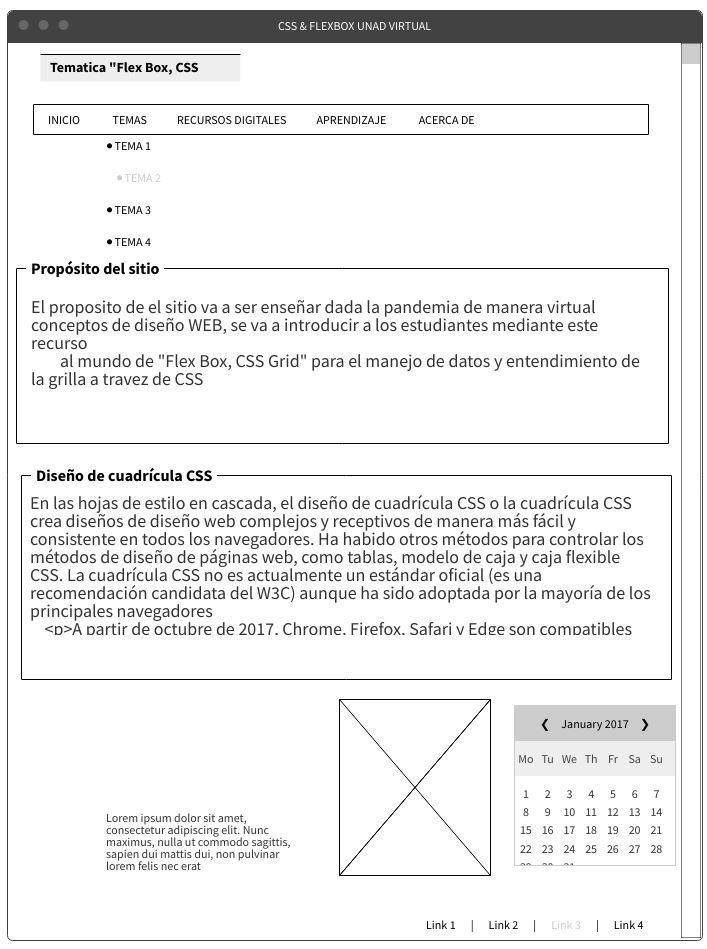 CSS & FLEXBOX UNAD VIRTUAL
Tematica "Flex Box, CSS
INICIO TEMAS RECURSOS DIGITALES APRENDIZAJE ACERCA DE
TEMA 1
TEMA 2
TEMA 3
TEMA 4
Propósito del sitio
El proposito de el sitio va a ser enseñar dada la pandemia de manera virtual
conceptos de diseño WEB, se va a introducir a los estudiantes mediante este
recurso
al mundo de "Flex Box, CSS Grid" para el manejo de datos y entendimiento de
la grilla a travez de CSS
Diseño de cuadrícula CSS
En las hojas de estilo en cascada, el diseño de cuadrícula CSS o la cuadrícula CSS
crea diseños de diseño web complejos y receptivos de manera más fácil y
consistente en todos los navegadores. Ha habido otros métodos para controlar los
métodos de diseño de páginas web, como tablas, modelo de caja y caja flexible
CSS. La cuadrícula CSS no es actualmente un estándar oficial (es una
recomendación candidata del W3C) aunque ha sido adoptada por la mayoría de los
principales navegadores
<p>A partir de octubre de 2017, Chrome, Firefox, Safari y Edge son compatibles
Lorem ipsum dolor sit amet,
consectetur adipiscing elit. Nunc
maximus, nulla ut commodo sagittis,
sapien dui mattis dui, non pulvinar
lorem felis nec erat
❮ January 2017 ❯
Mo Tu We Th Fr Sa Su
1 2 3 4 5 6 7
8 9 10 11 12 13 14
15 16 17 18 19 20 21
22 23 24 25 26 27 28
29 30 31
Link 1 | Link 2 | Link 3 | Link 4